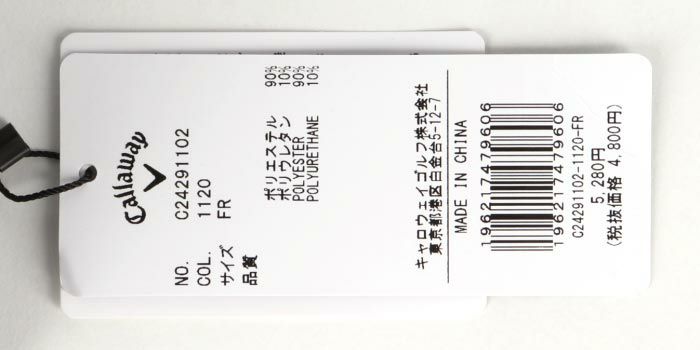 Callaway
NO. C24291102
COL. 1120
サイズ FR
品質
ポリエステル 90%
ポリウレタン 10%
POLYESTER 90%
POLYURETHANE 10%
キャロウェイゴルフ株式会社
東京都港区白金台5-12-7
MADE IN CHINA
196217479606
196217479606
C24291102-1120-FR
5,280円
(税抜価格 4,800円)